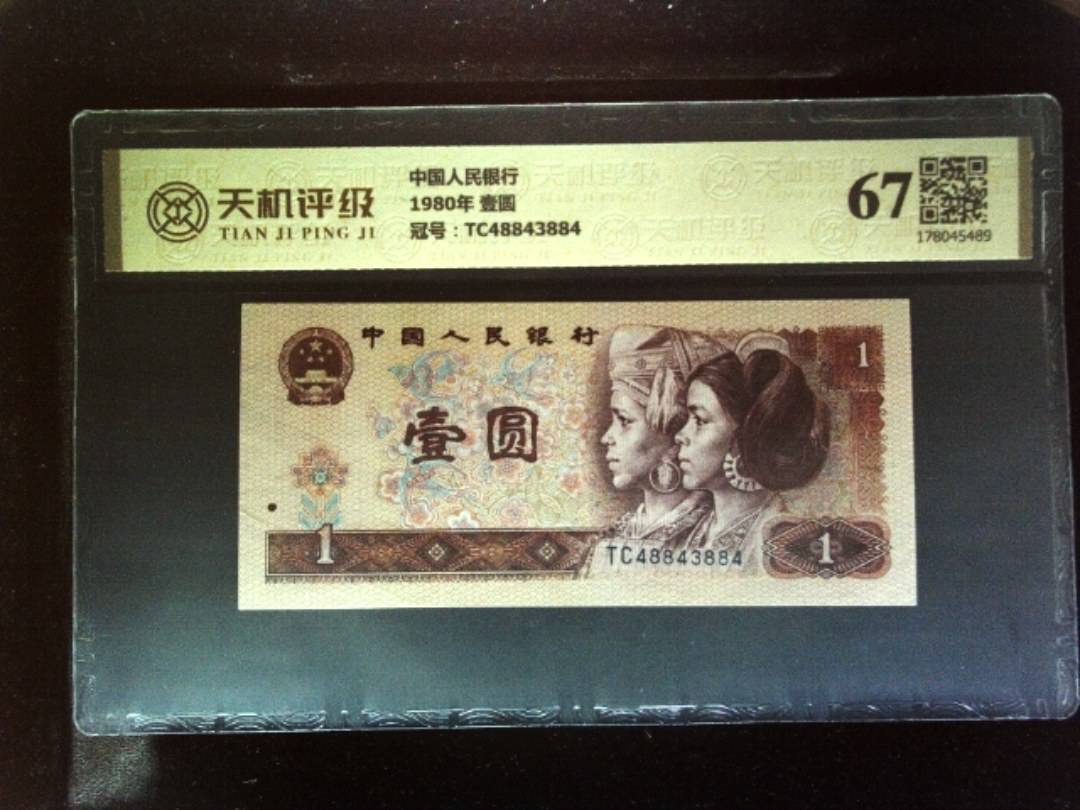 天机评级
TIAN JI PING JI
中国人民银行
1980年 壹圆
冠号：TC48843884
67
178045489
中国人民银行
1
壹圆
1
TC48843884
1